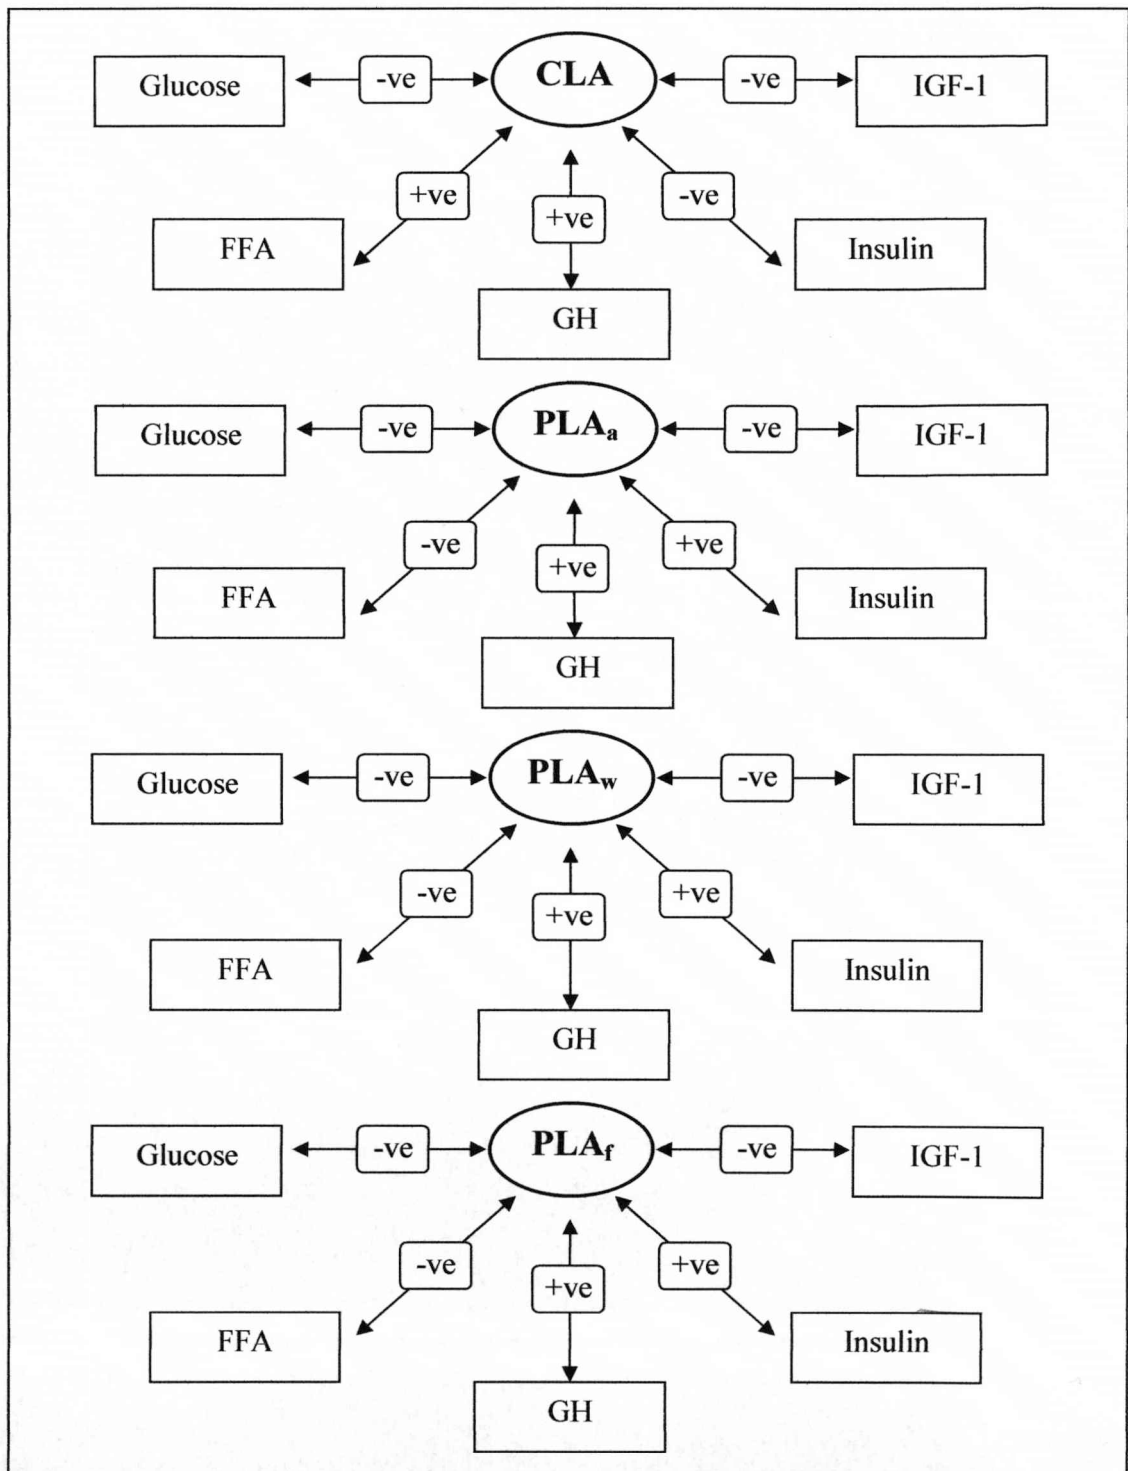 Glucose -ve CLA -ve IGF-1
+ve +ve -ve
FFA Insulin
GH
Glucose -ve PLAa -ve IGF-1
-ve +ve +ve
FFA Insulin
GH
Glucose -ve PLAw -ve IGF-1
-ve +ve +ve
FFA Insulin
GH
Glucose -ve PLAf -ve IGF-1
-ve +ve +ve
FFA Insulin
GH